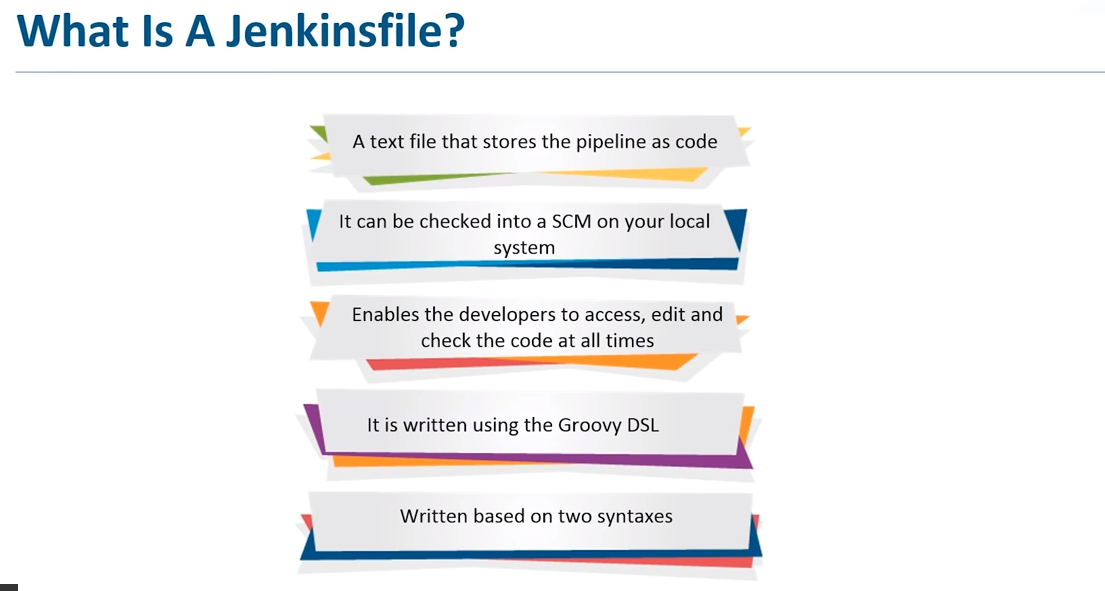 What Is A Jenkinsfile?
A text file that stores the pipeline as code
It can be checked into a SCM on your local
system
Enables the developers to access, edit and
check the code at all times
It is written using the Groovy DSL
Written based on two syntaxes